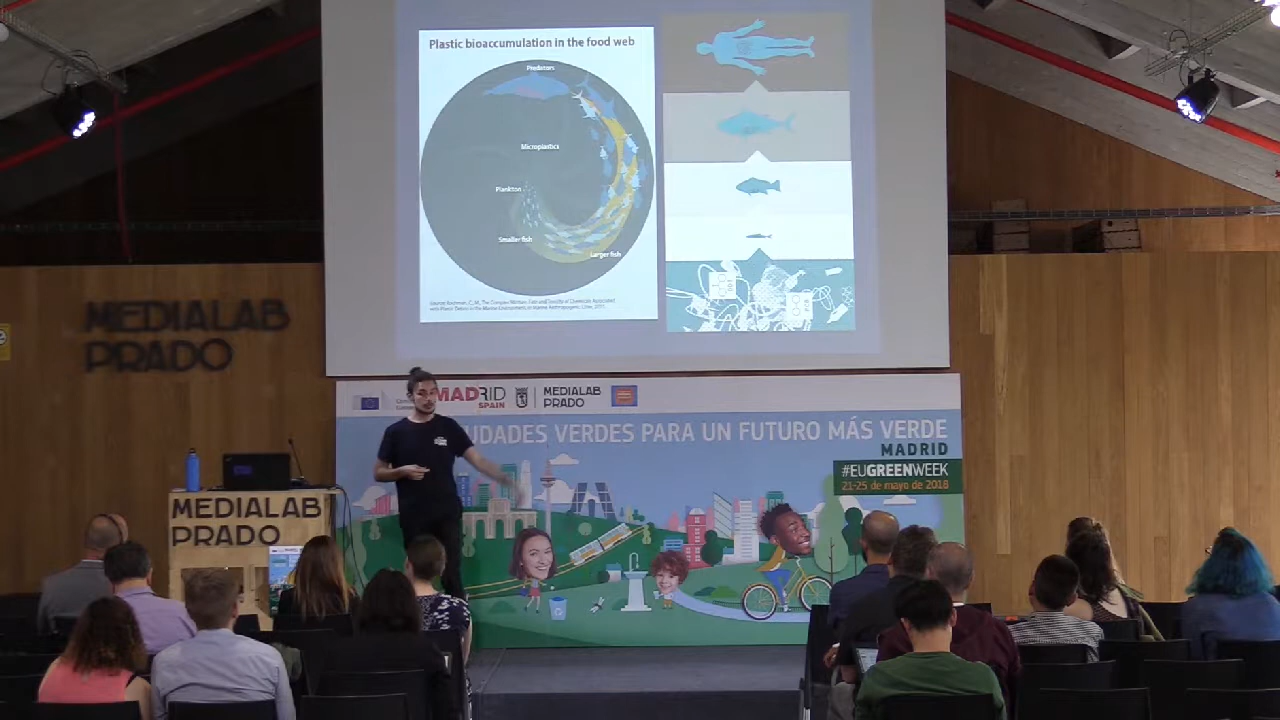 Plastic bioaccumulation in the food web
Predators
Microplastics
Plankton
Smaller fish
Larger fish
MEDIALAB
PRADO
MADRID
SPAIN
MEDIALAB
PRADO
UDADES VERDES PARA UN FUTURO MÁS VERDE
MADRID
#EUGREENWEEK
21-25 de mayo de 2018
MEDIALAB
PRADO